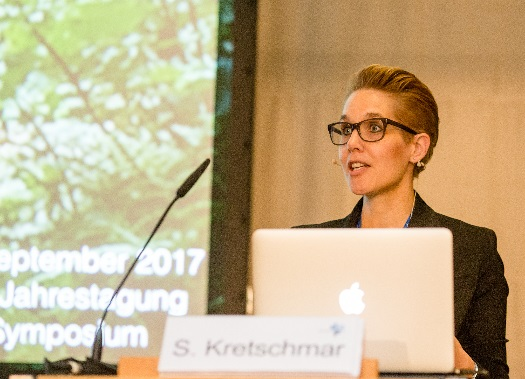 eptember 2017
Jahrestagung
Symposium
S. Kretschmar